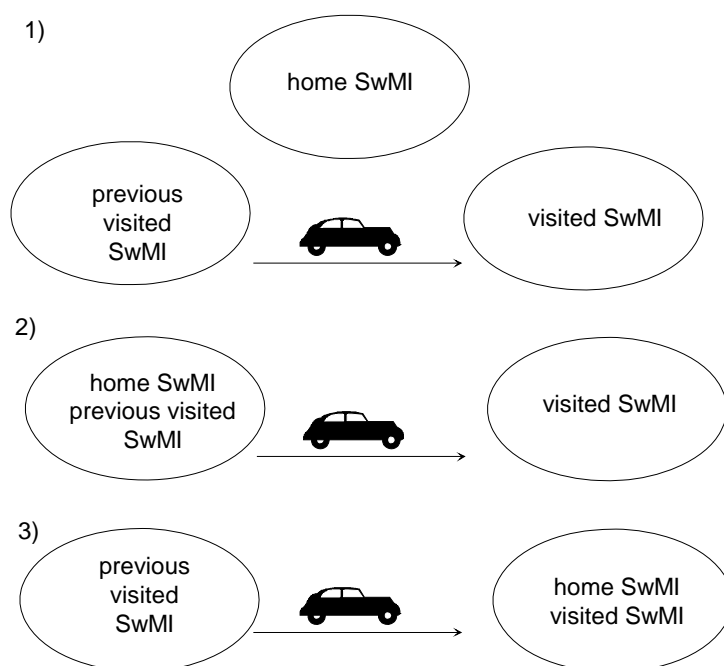 1)
home SwMI
previous
visited
SwMI
visited SwMI
2)
home SwMI
previous visited
SwMI
visited SwMI
3)
previous
visited
SwMI
home SwMI
visited SwMI